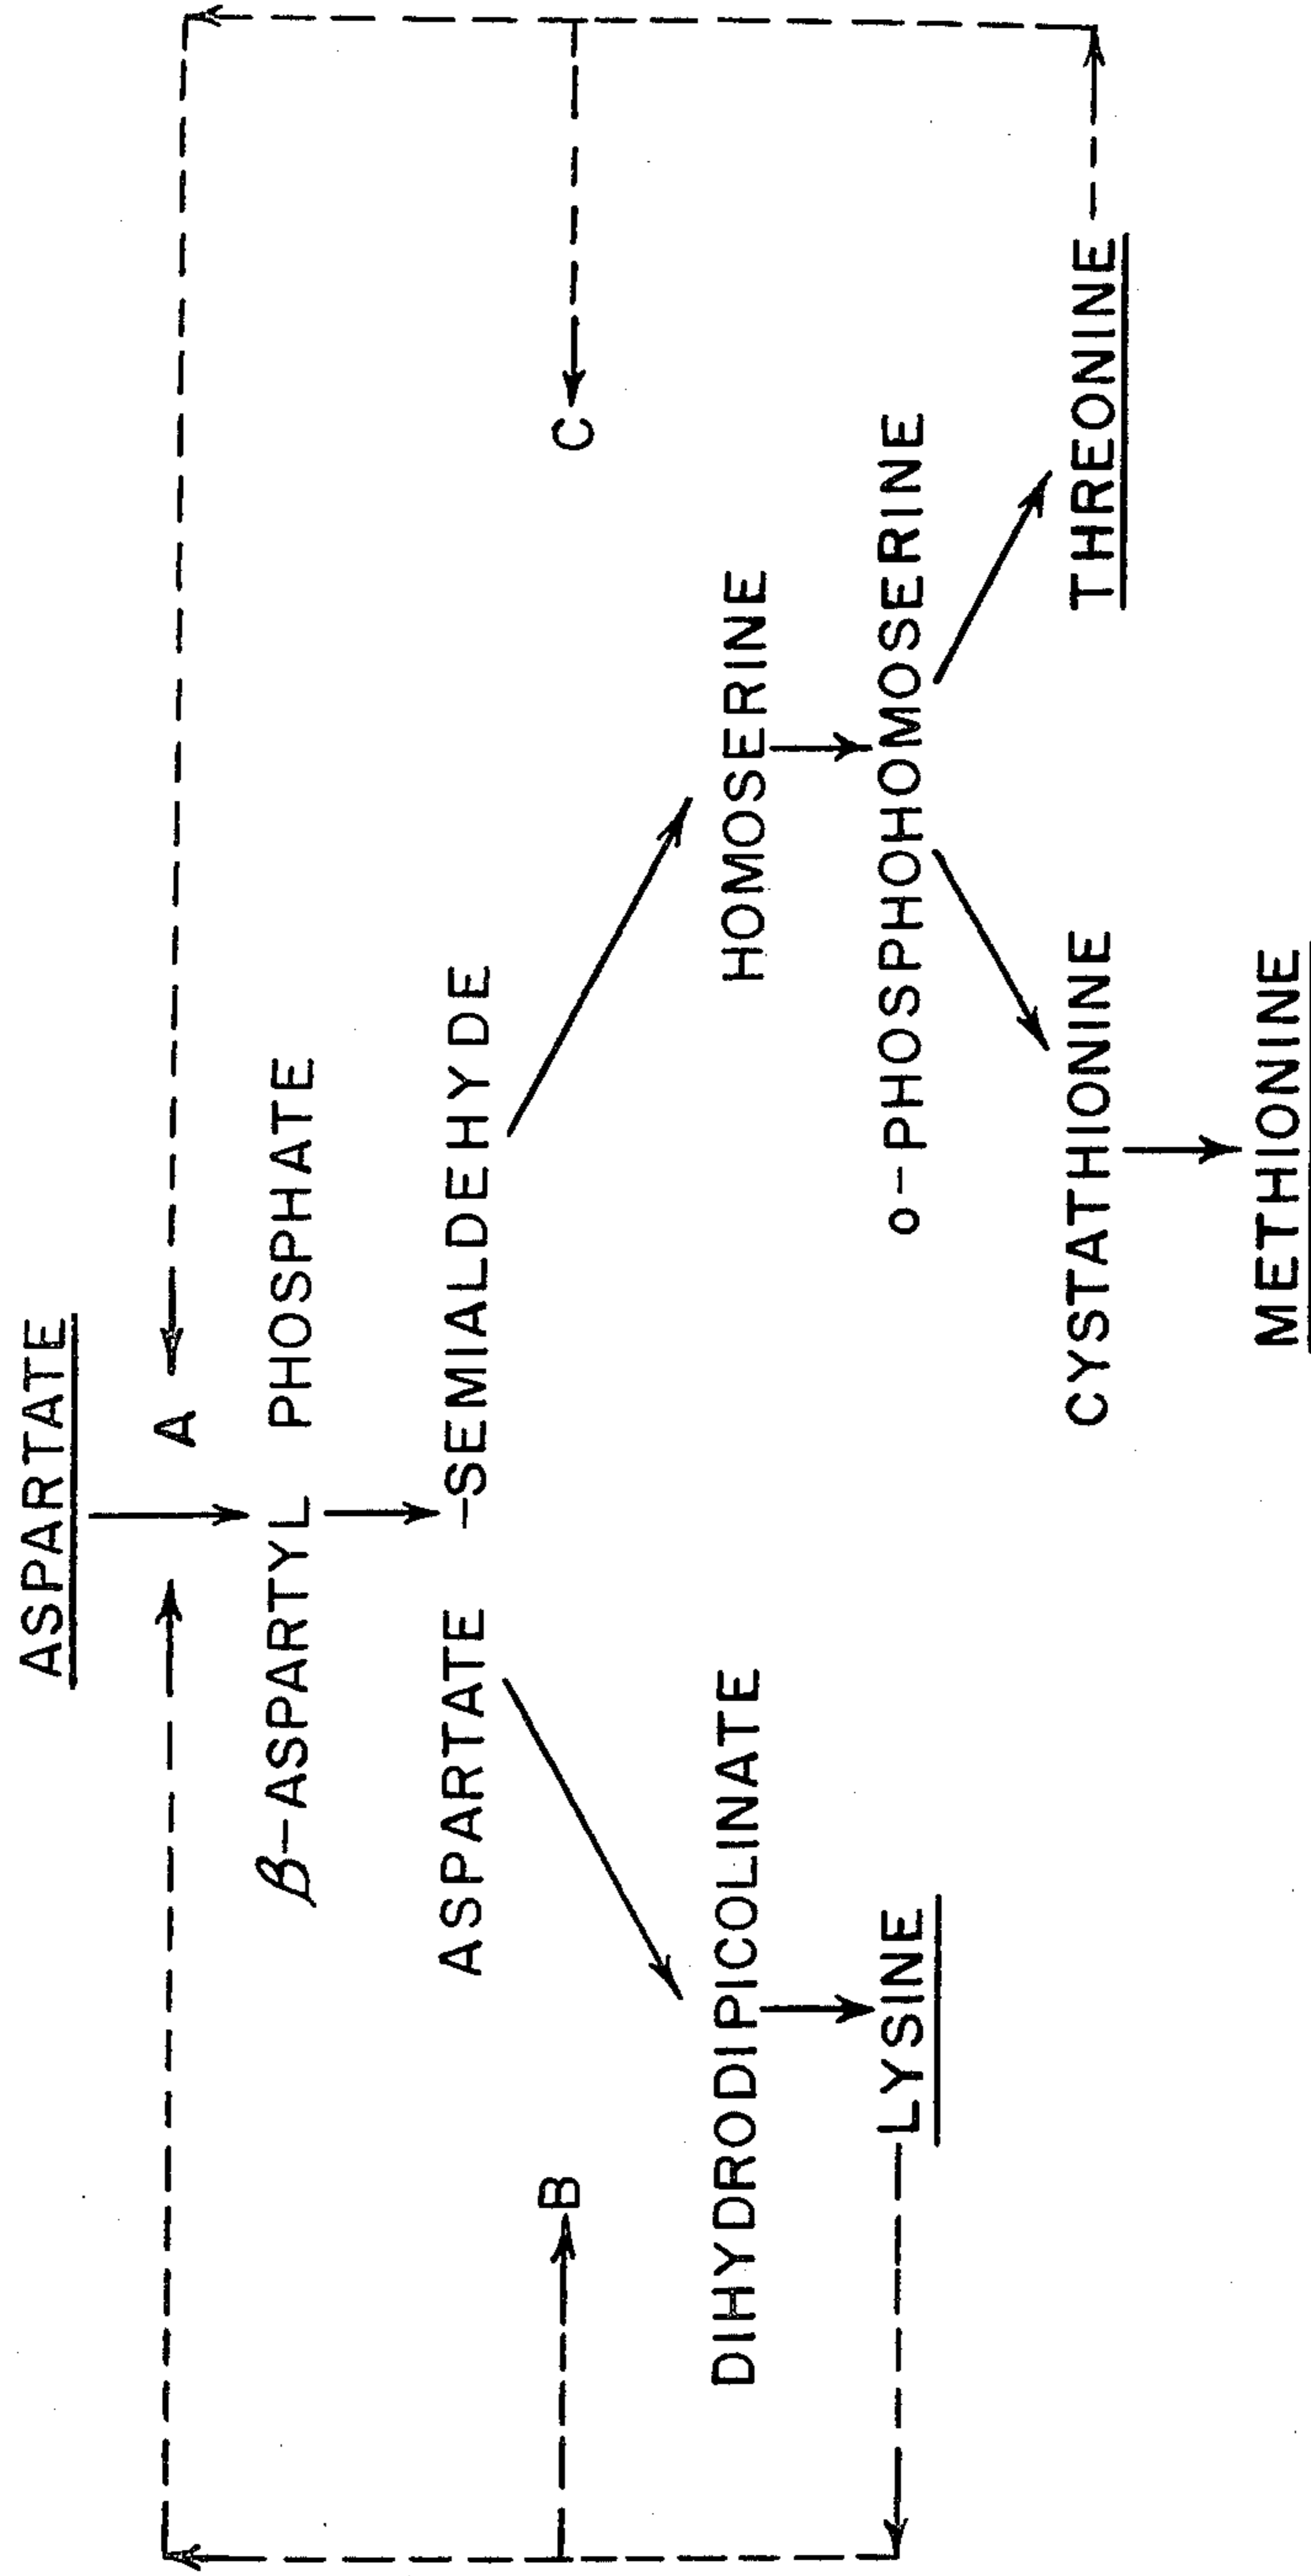 ASPARTATE
A
β-ASPARTYL PHOSPHATE
ASPARTATE -SEMIALDEHYDE
B
C
DIHYDRODIPICOLINATE
HOMOSERINE
LYSINE
o-PHOSPHOHOMOSERINE
CYSTATHIONINE
THREONINE
METHIONINE